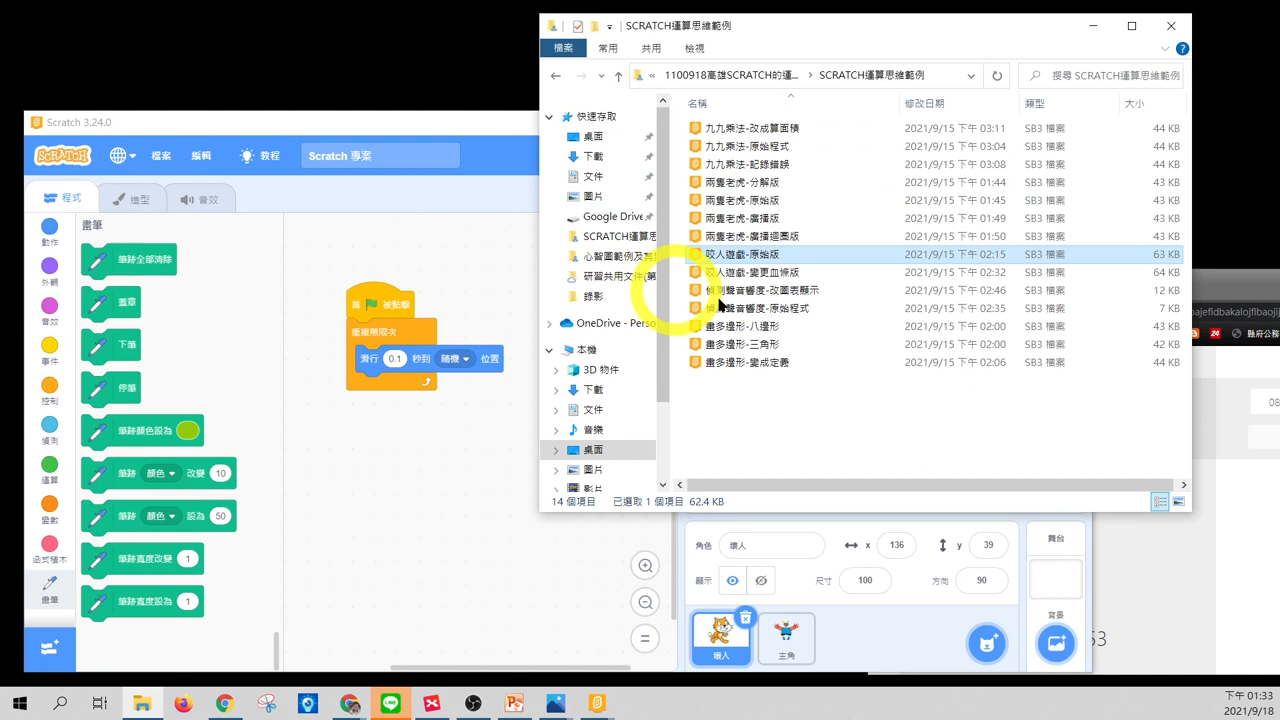 SCRATCH運算思維範例
檔案 常用 共用 檢視
« 1100918高雄SCRATCH的運... › SCRATCH運算思維範例
搜尋 SCRATCH運算思維範例
名稱 修改日期 類型 大小
快速存取
桌面
下載
文件
圖片
Google Drive
SCRATCH運算思
心智圖範例及其
研習共用文件(第
錄影
OneDrive - Perso
本機
3D 物件
下載
文件
音樂
桌面
圖片
影片
九九乘法-改成算面積 2021/9/15 下午 03:11 SB3 檔案 44 KB
九九乘法-原始程式 2021/9/15 下午 03:04 SB3 檔案 44 KB
九九乘法-記錄錯誤 2021/9/15 下午 03:08 SB3 檔案 44 KB
兩隻老虎-分解版 2021/9/15 下午 01:44 SB3 檔案 43 KB
兩隻老虎-原始版 2021/9/15 下午 01:45 SB3 檔案 43 KB
兩隻老虎-廣播版 2021/9/15 下午 01:49 SB3 檔案 43 KB
兩隻老虎-廣播迴圈版 2021/9/15 下午 01:50 SB3 檔案 43 KB
咬人遊戲-原始版 2021/9/15 下午 02:15 SB3 檔案 63 KB
咬人遊戲-變更血條版 2021/9/15 下午 02:32 SB3 檔案 64 KB
偵測聲音響度-改圖表顯示 2021/9/15 下午 02:46 SB3 檔案 12 KB
偵測聲音響度-原始程式 2021/9/15 下午 02:35 SB3 檔案 7 KB
畫多邊形-八邊形 2021/9/15 下午 02:00 SB3 檔案 43 KB
畫多邊形-三角形 2021/9/15 下午 02:06 SB3 檔案 42 KB
畫多邊形-變成定義 2021/9/15 下午 02:06 SB3 檔案 44 KB
14 個項目 已選取 1 個項目 62.4 KB
Scratch 3.24.0
SCRATCH 檔案 編輯 教程 Scratch 專案
程式 造型 音效
動作
外觀
音效
事件
控制
偵測
運算
變數
函式積木
畫筆
畫筆
筆跡全部清除
蓋章
下筆
停筆
筆跡顏色設為
筆跡 顏色 改變 10
筆跡 顏色 設為 50
筆跡寬度改變 1
筆跡寬度設為 1
當 被點擊
重複無限次
滑行 0.1 秒到 隨機 位置
角色 壞人 x 136 y 39
顯示 尺寸 100 方向 90
壞人
主角
舞台
背景
bajefidbakalojflbaoji
24 縣府公務
08
53
下午 01:33
2021/9/18